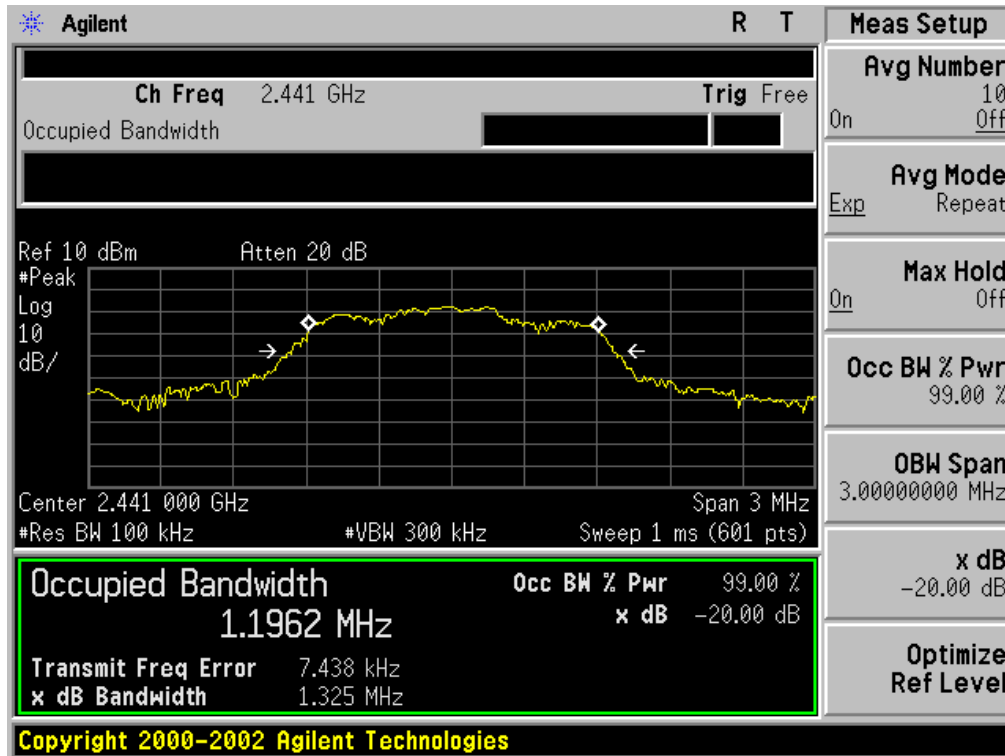 Agilent R T
Ch Freq 2.441 GHz Trig Free
Occupied Bandwidth
Ref 10 dBm Atten 20 dB
#Peak
Log
10
dB/
Center 2.441 000 GHz Span 3 MHz
#Res BW 100 kHz #VBW 300 kHz Sweep 1 ms (601 pts)
Occupied Bandwidth Occ BW % Pwr 99.00 %
1.1962 MHz x dB -20.00 dB
Transmit Freq Error 7.438 kHz
x dB Bandwidth 1.325 MHz
Meas Setup
Avg Number
10
On Off
Avg Mode
Exp Repeat
Max Hold
On Off
Occ BW % Pwr
99.00 %
OBW Span
3.00000000 MHz
x dB
-20.00 dB
Optimize
Ref Level
Copyright 2000-2002 Agilent Technologies